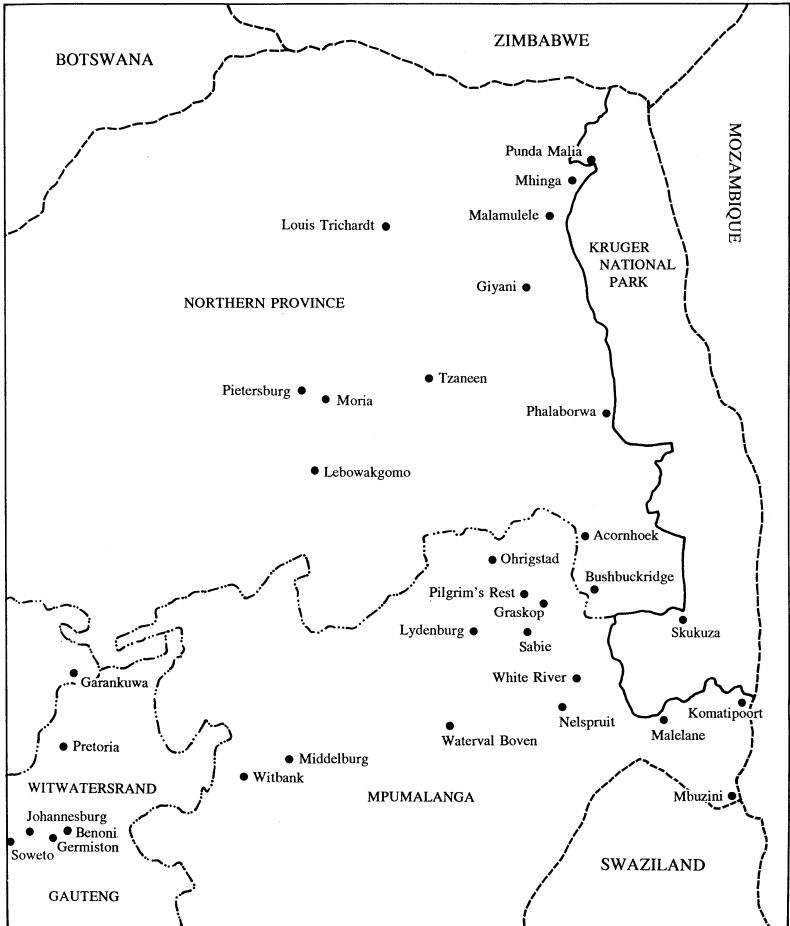 BOTSWANA
ZIMBABWE
MOZAMBIQUE
Punda Malia
Mhinga
Malamulele
Louis Trichardt
KRUGER
NATIONAL
PARK
Giyani
NORTHERN PROVINCE
Tzaneen
Pietersburg
Moria
Phalaborwa
Lebowakgomo
Acornhoek
Ohrigstad
Bushbuckridge
Pilgrim's Rest
Graskop
Lydenburg
Sabie
Skukuza
White River
Garankuwa
Nelspruit
Komatipoort
Malelane
Waterval Boven
Pretoria
Middelburg
Witbank
WITWATERSRAND
MPUMALANGA
Mbuzini
Johannesburg
Benoni
Germiston
Soweto
SWAZILAND
GAUTENG